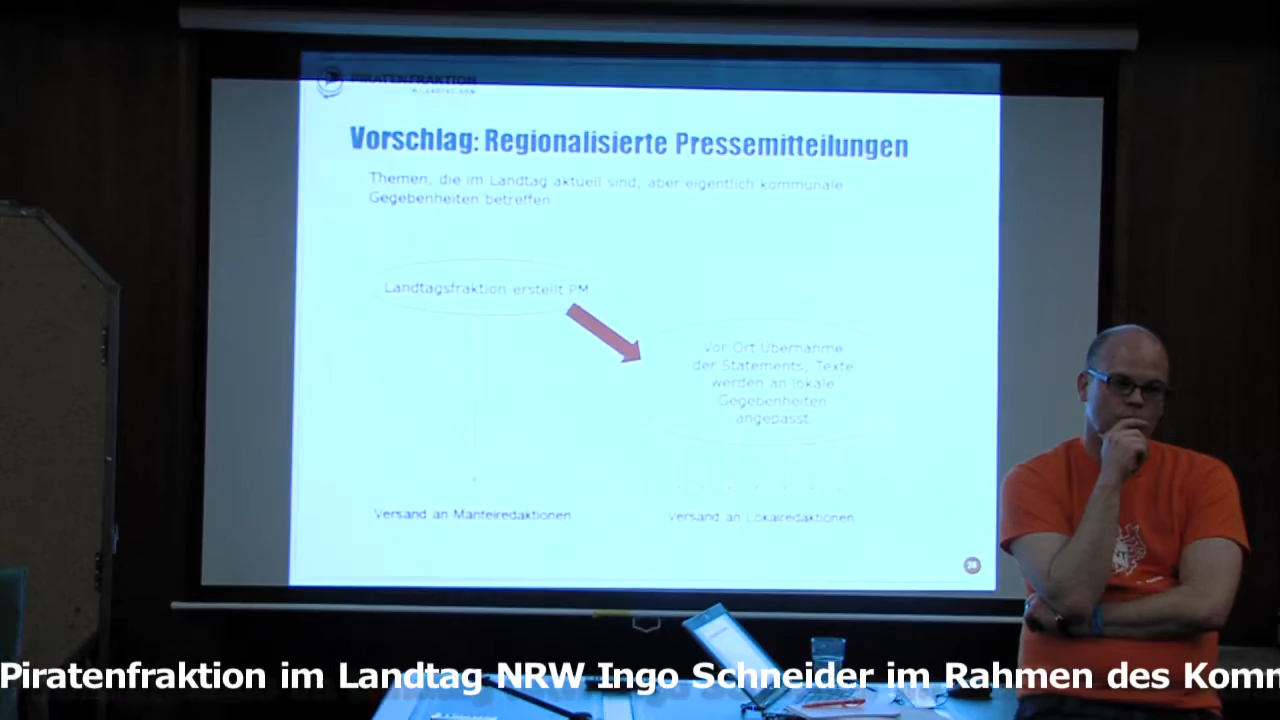 PIRATENFRAKTION
IM LANDTAG NRW
Vorschlag: Regionalisierte Pressemitteilungen
Themen, die im Landtag aktuell sind, aber eigentlich kommunale
Gegebenheiten betreffen
Landtagsfraktion erstellt PM
Vor Ort Übernahme
der Statements, Texte
werden an lokale
Gegebenheiten
angepasst
Versand an Mantelredaktionen
Versand an Lokalredaktionen
Piratenfraktion im Landtag NRW Ingo Schneider im Rahmen des Komm